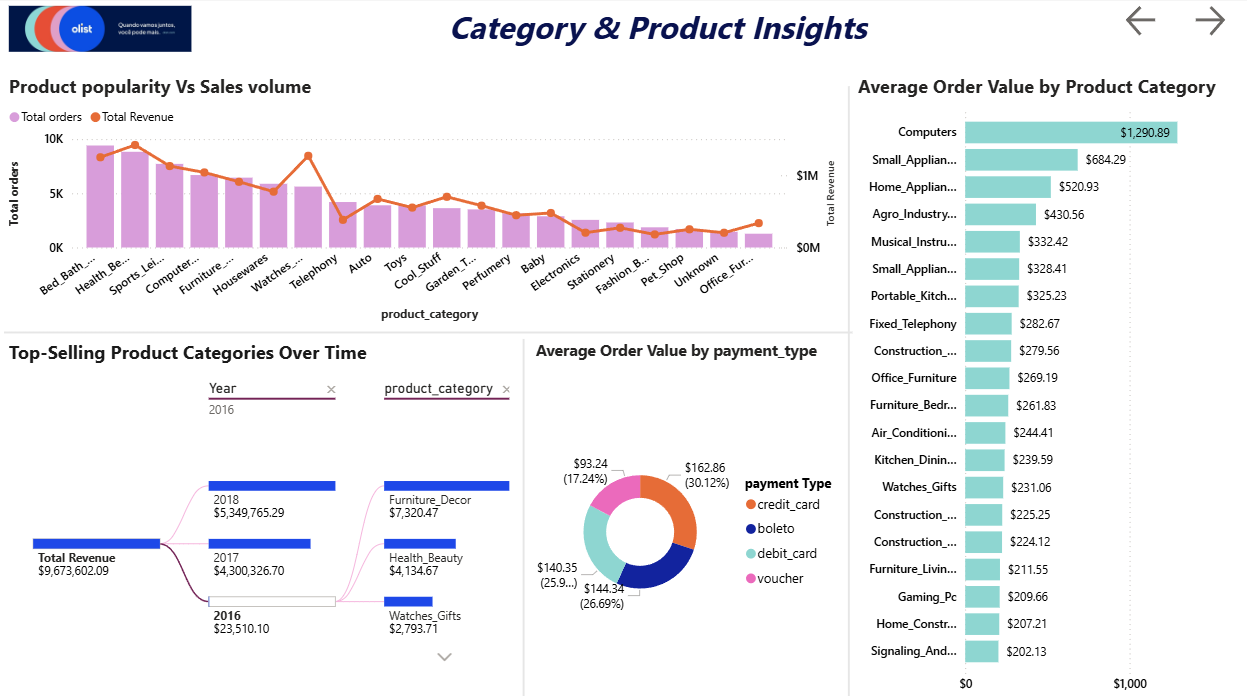 olist
Quando vamos juntos,
você pode mais.
Category & Product Insights
Product popularity Vs Sales volume
Total orders
Total Revenue
Total orders
10K
5K
0K
$1M
$0M
Total Revenue
Bed_Bath_...
Health_Be...
Sports_Lei...
Computer...
Furniture_...
Housewares
Watches_...
Telephony
Auto
Toys
Cool_Stuff
Garden_T...
Perfumery
Baby
Electronics
Stationery
Fashion_B...
Pet_Shop
Unknown
Office_Fur...
product_category
Top-Selling Product Categories Over Time
Year
2016
product_category
Total Revenue
$9,673,602.09
2018
$5,349,765.29
2017
$4,300,326.70
2016
$23,510.10
Furniture_Decor
$7,320.47
Health_Beauty
$4,134.67
Watches_Gifts
$2,793.71
Average Order Value by payment_type
$93.24
(17.24%)
$162.86
(30.12%)
$140.35
(25.9...)
$144.34
(26.69%)
payment Type
credit_card
boleto
debit_card
voucher
Average Order Value by Product Category
Computers $1,290.89
Small_Applian... $684.29
Home_Applian... $520.93
Agro_Industry... $430.56
Musical_Instru... $332.42
Small_Applian... $328.41
Portable_Kitch... $325.23
Fixed_Telephony $282.67
Construction_... $279.56
Office_Furniture $269.19
Furniture_Bedr... $261.83
Air_Conditioni... $244.41
Kitchen_Dinin... $239.59
Watches_Gifts $231.06
Construction_... $225.25
Construction_... $224.12
Furniture_Livin... $211.55
Gaming_Pc $209.66
Home_Constr... $207.21
Signaling_And... $202.13
$0 $1,000